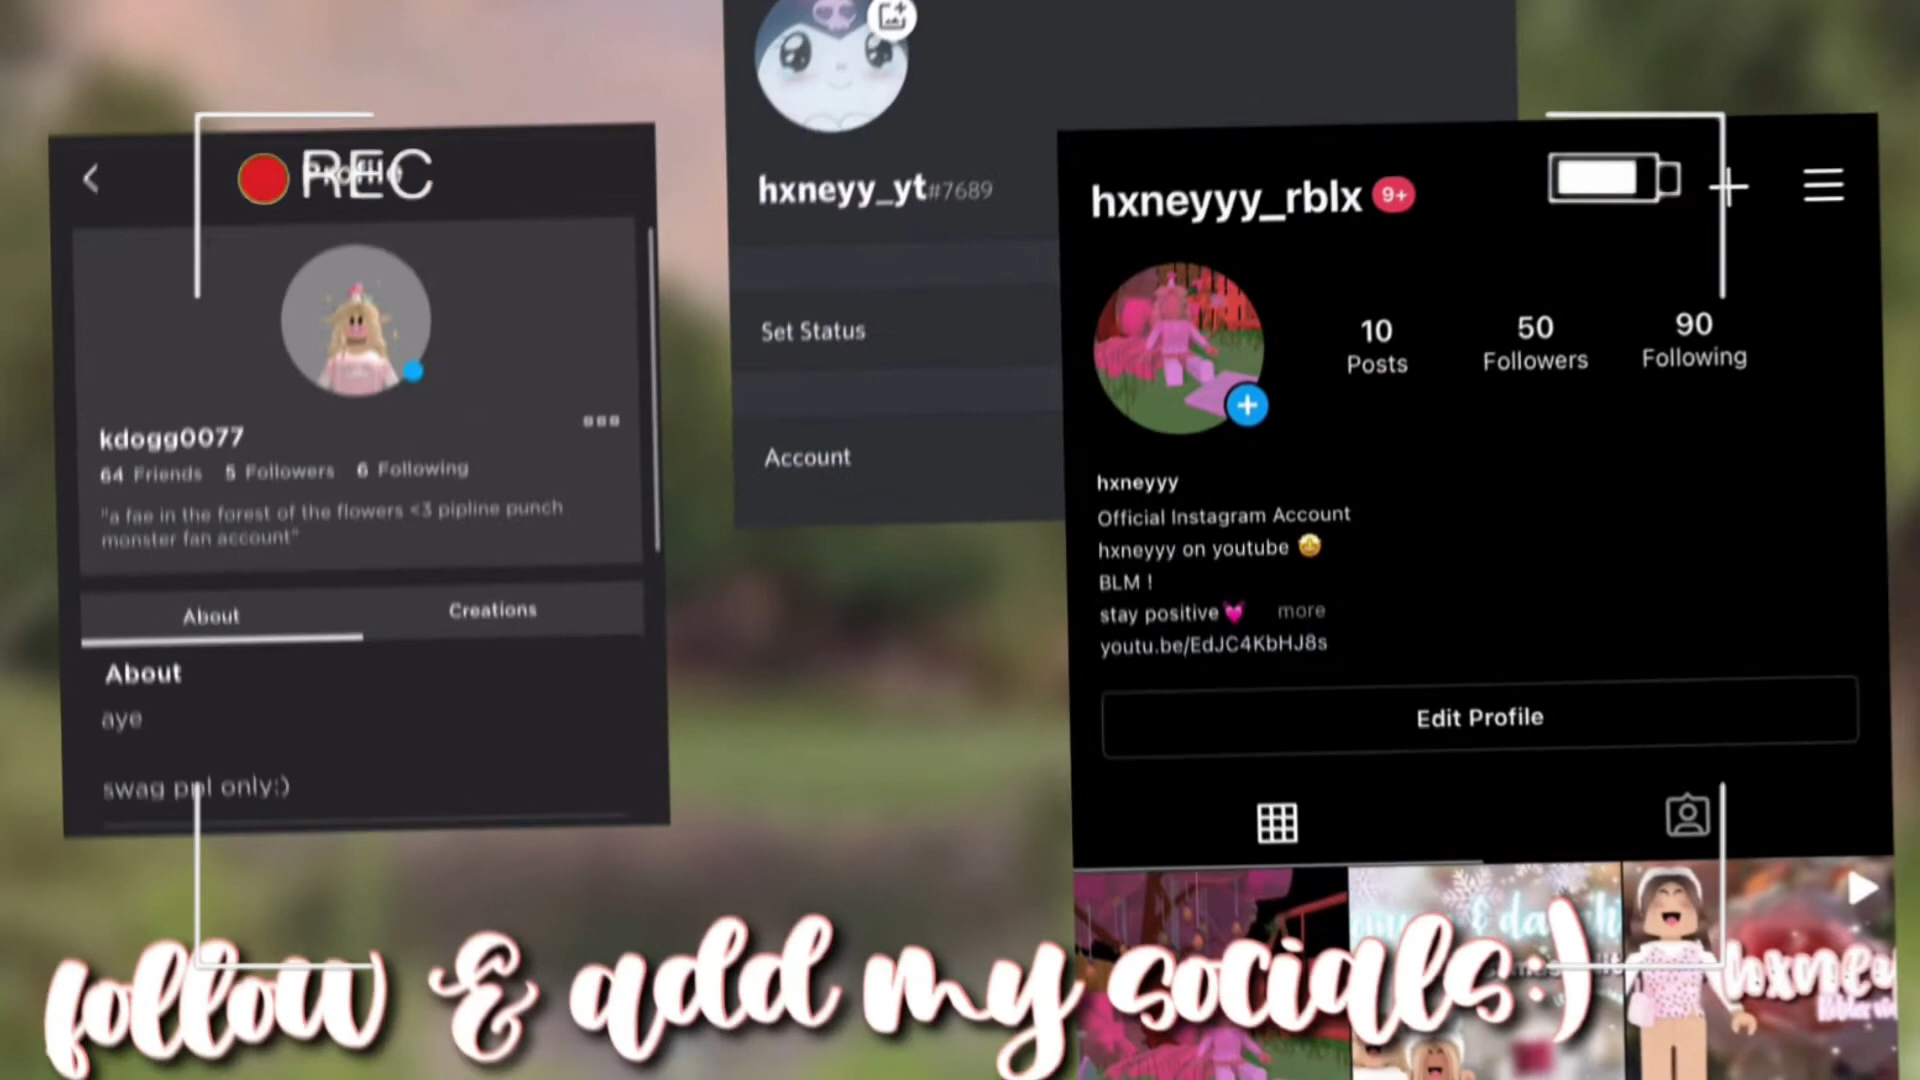 REC
Profile
kdogg0077
64 Friends 5 Followers 6 Following
"a fae in the forest of the flowers <3 pipline punch
monster fan account"
About Creations
About
aye
swag ppl only:)
hxneyy_yt#7689
Set Status
Account
hxneyyy_rblx 9+
10 50 90
Posts Followers Following
hxneyyy
Official Instagram Account
hxneyyy on youtube 🤩
BLM !
stay positive 💓 more
youtu.be/EdJC4KbHJ8s
Edit Profile
follow & add my socials:)